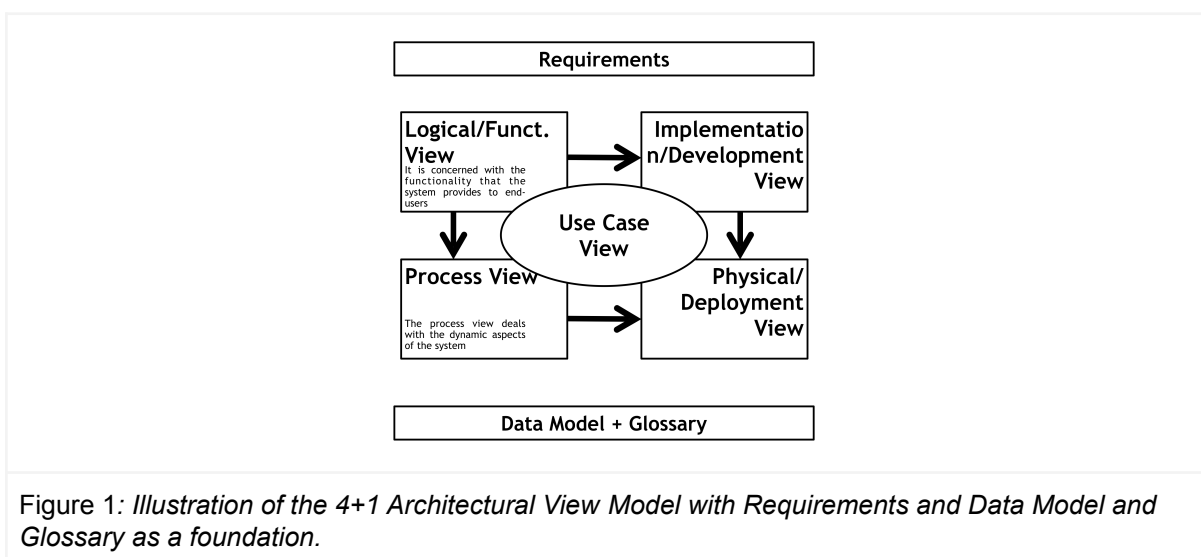 Requirements
Logical/Funct.
View
It is concerned with the
functionality that the
system provides to end-
users
Implementatio
n/Development
View
Use Case
View
Process View
The process view deals
with the dynamic aspects
of the system
Physical/
Deployment
View
Data Model + Glossary
Figure 1: Illustration of the 4+1 Architectural View Model with Requirements and Data Model and
Glossary as a foundation.